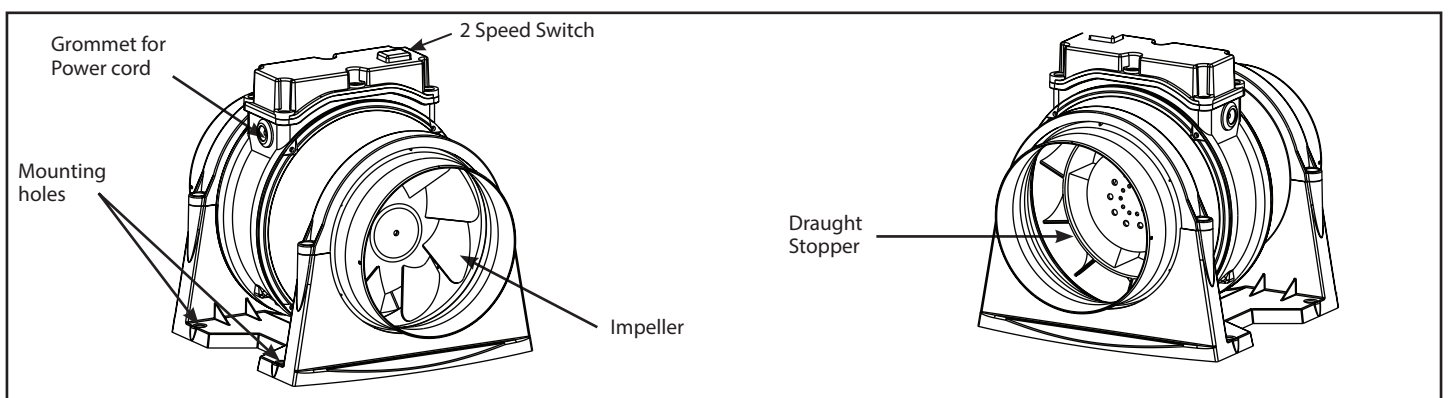 2 Speed Switch
Grommet for
Power cord
Mounting
holes
Impeller
Draught
Stopper